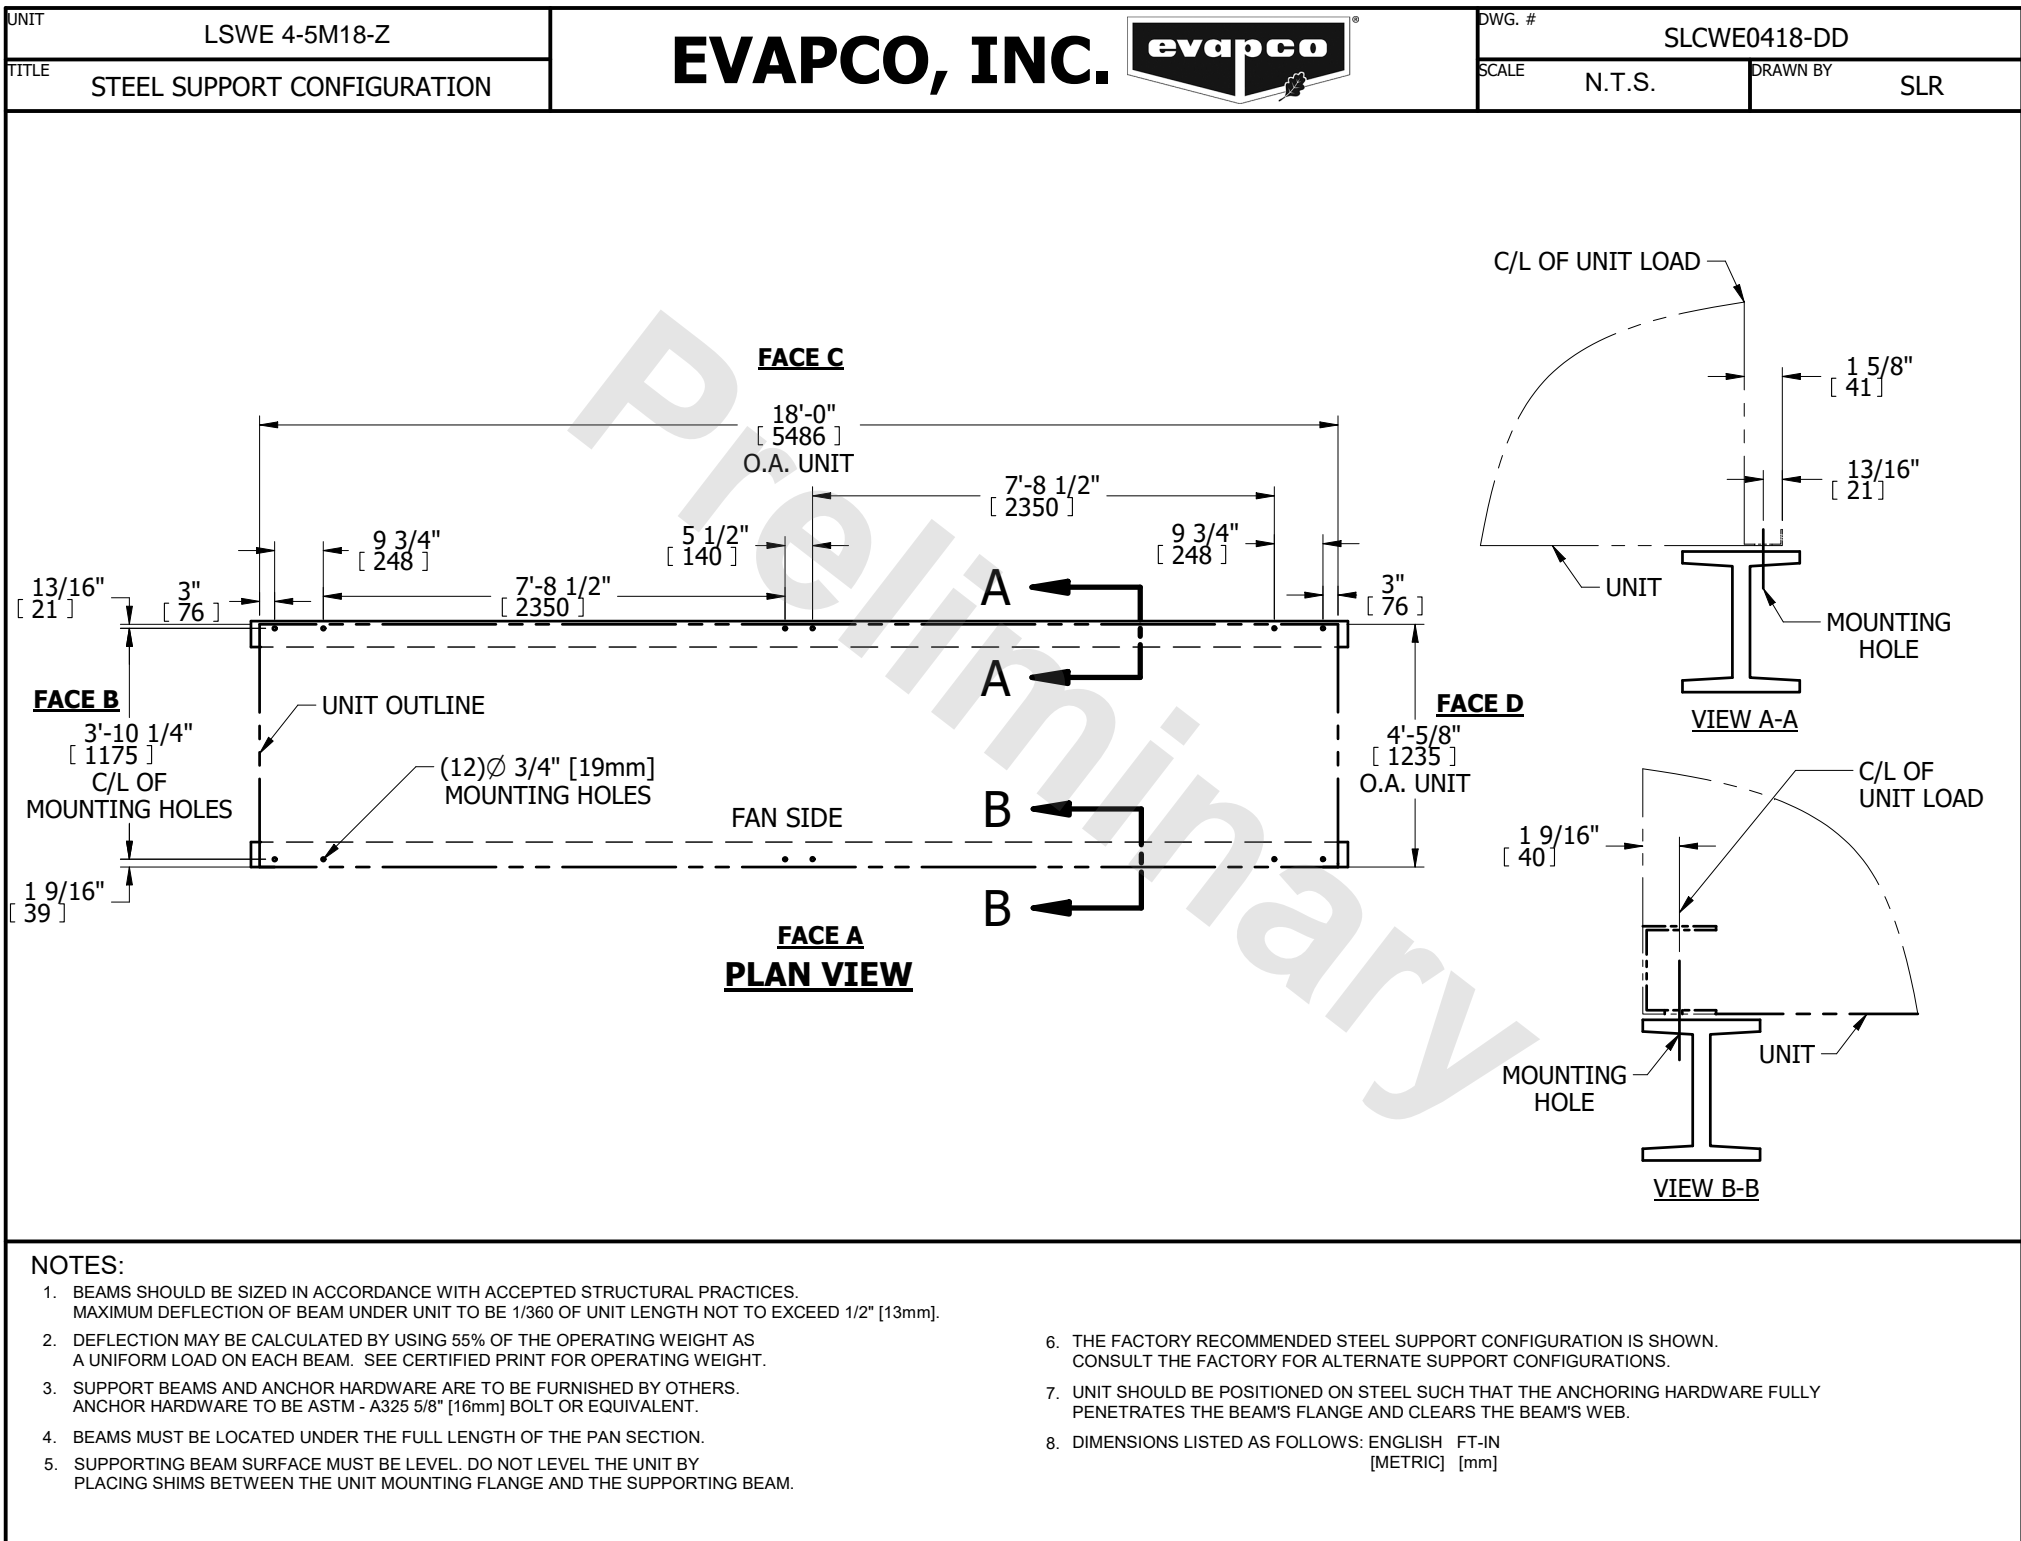 UNIT
LSWE 4-5M18-Z
TITLE
STEEL SUPPORT CONFIGURATION
EVAPCO, INC.
evapco
®
DWG. #
SLCWE0418-DD
SCALE
N.T.S.
DRAWN BY
SLR
C/L OF UNIT LOAD
1 5/8"
[ 41 ]
13/16"
[ 21 ]
UNIT
MOUNTING
HOLE
VIEW A-A
FACE C
18'-0"
[ 5486 ]
O.A. UNIT
7'-8 1/2"
[ 2350 ]
9 3/4"
[ 248 ]
5 1/2"
[ 140 ]
9 3/4"
[ 248 ]
13/16"
[ 21 ]
3"
[ 76 ]
7'-8 1/2"
[ 2350 ]
3"
[ 76 ]
A
A
FACE B
UNIT OUTLINE
3'-10 1/4"
[ 1175 ]
C/L OF
MOUNTING HOLES
(12)Ø 3/4" [19mm]
MOUNTING HOLES
FACE D
4'-5/8"
[ 1235 ]
O.A. UNIT
FAN SIDE
B
B
1 9/16"
[ 39 ]
FACE A
PLAN VIEW
C/L OF
UNIT LOAD
1 9/16"
[ 40 ]
UNIT
MOUNTING
HOLE
VIEW B-B
Preliminary
NOTES:
1. BEAMS SHOULD BE SIZED IN ACCORDANCE WITH ACCEPTED STRUCTURAL PRACTICES.
MAXIMUM DEFLECTION OF BEAM UNDER UNIT TO BE 1/360 OF UNIT LENGTH NOT TO EXCEED 1/2" [13mm].
2. DEFLECTION MAY BE CALCULATED BY USING 55% OF THE OPERATING WEIGHT AS
A UNIFORM LOAD ON EACH BEAM. SEE CERTIFIED PRINT FOR OPERATING WEIGHT.
3. SUPPORT BEAMS AND ANCHOR HARDWARE ARE TO BE FURNISHED BY OTHERS.
ANCHOR HARDWARE TO BE ASTM - A325 5/8" [16mm] BOLT OR EQUIVALENT.
4. BEAMS MUST BE LOCATED UNDER THE FULL LENGTH OF THE PAN SECTION.
5. SUPPORTING BEAM SURFACE MUST BE LEVEL. DO NOT LEVEL THE UNIT BY
PLACING SHIMS BETWEEN THE UNIT MOUNTING FLANGE AND THE SUPPORTING BEAM.
6. THE FACTORY RECOMMENDED STEEL SUPPORT CONFIGURATION IS SHOWN.
CONSULT THE FACTORY FOR ALTERNATE SUPPORT CONFIGURATIONS.
7. UNIT SHOULD BE POSITIONED ON STEEL SUCH THAT THE ANCHORING HARDWARE FULLY
PENETRATES THE BEAM'S FLANGE AND CLEARS THE BEAM'S WEB.
8. DIMENSIONS LISTED AS FOLLOWS: ENGLISH FT-IN
[METRIC] [mm]